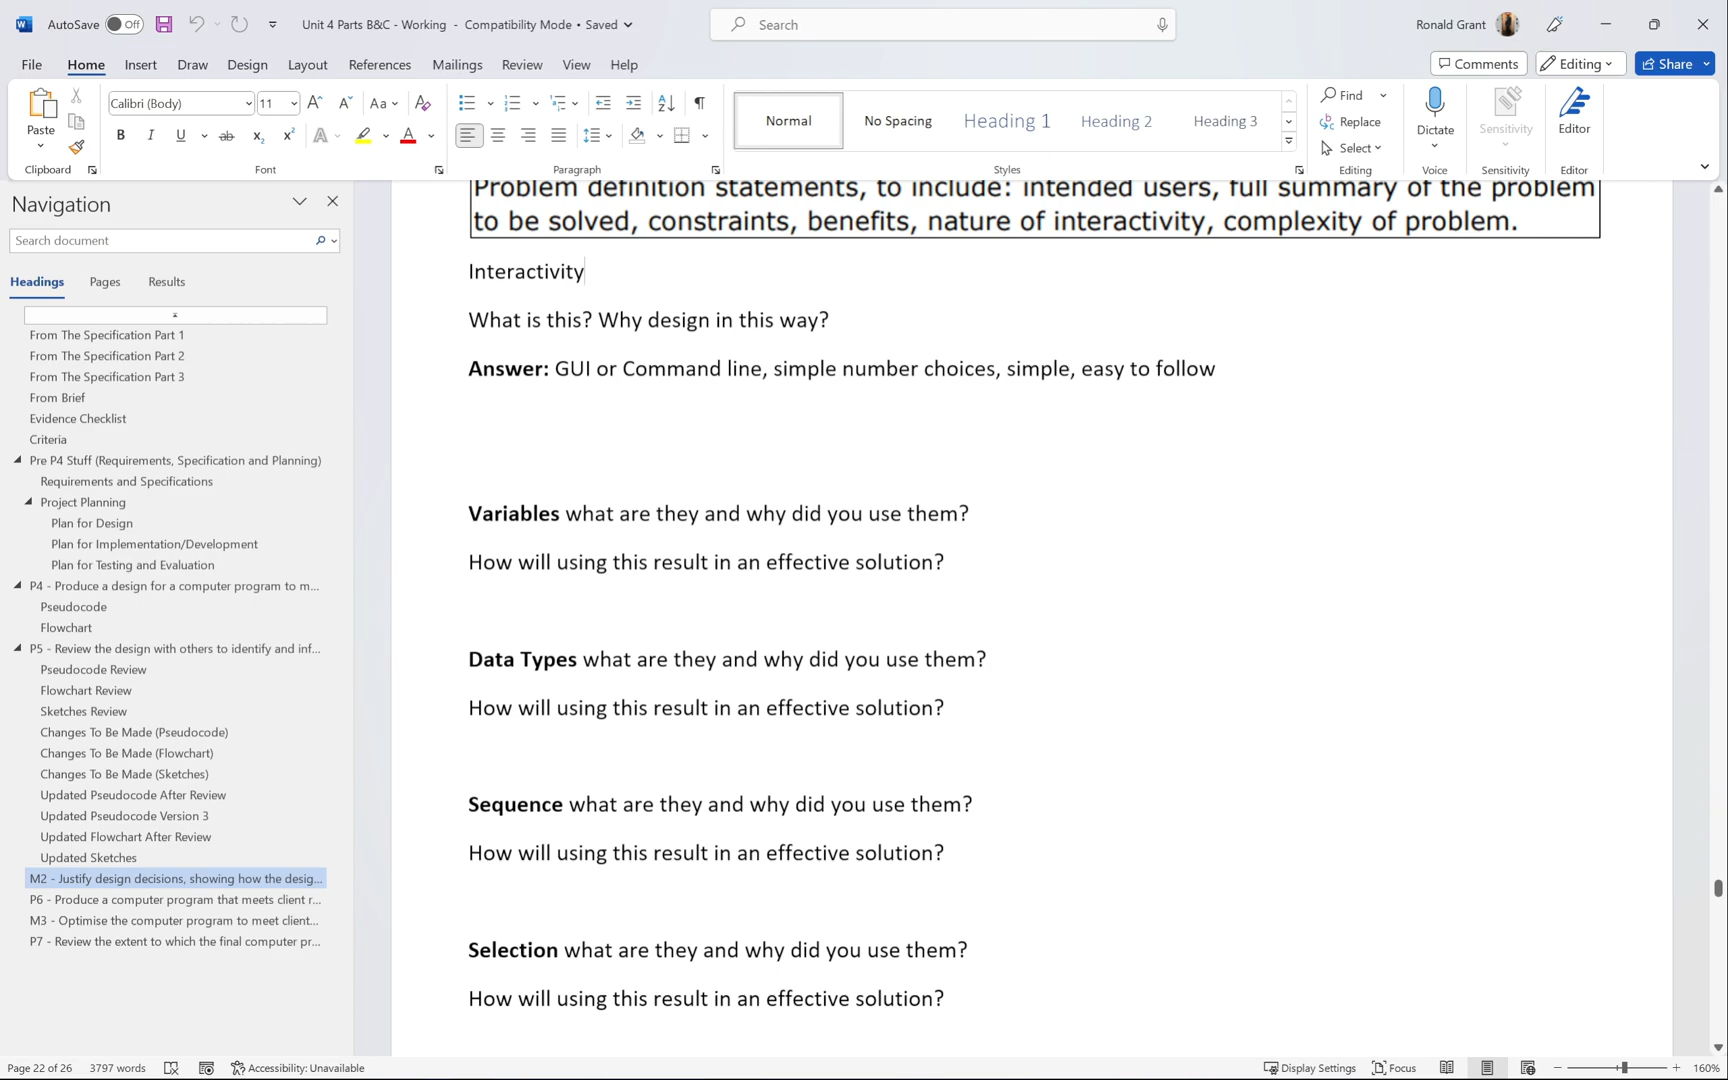 AutoSave Off Unit 4 Parts B&C - Working - Compatibility Mode • Saved Search Ronald Grant
File Home Insert Draw Design Layout References Mailings Review View Help Comments Editing Share
Paste
Calibri (Body) 11 Aa
B I U ab x₂ x² A A
Normal No Spacing Heading 1 Heading 2 Heading 3
Find
Replace
Select
Dictate
Sensitivity
Editor
Clipboard Font Paragraph Styles Editing Voice Sensitivity Editor
Navigation
Search document
Headings Pages Results
From The Specification Part 1
From The Specification Part 2
From The Specification Part 3
From Brief
Evidence Checklist
Criteria
Pre P4 Stuff (Requirements, Specification and Planning)
Requirements and Specifications
Project Planning
Plan for Design
Plan for Implementation/Development
Plan for Testing and Evaluation
P4 - Produce a design for a computer program to m...
Pseudocode
Flowchart
P5 - Review the design with others to identify and inf...
Pseudocode Review
Flowchart Review
Sketches Review
Changes To Be Made (Pseudocode)
Changes To Be Made (Flowchart)
Changes To Be Made (Sketches)
Updated Pseudocode After Review
Updated Pseudocode Version 3
Updated Flowchart After Review
Updated Sketches
M2 - Justify design decisions, showing how the desig...
P6 - Produce a computer program that meets client r...
M3 - Optimise the computer program to meet client...
P7 - Review the extent to which the final computer pr...
Problem definition statements, to include: intended users, full summary of the problem
to be solved, constraints, benefits, nature of interactivity, complexity of problem.
Interactivity
What is this? Why design in this way?
Answer: GUI or Command line, simple number choices, simple, easy to follow
Variables what are they and why did you use them?
How will using this result in an effective solution?
Data Types what are they and why did you use them?
How will using this result in an effective solution?
Sequence what are they and why did you use them?
How will using this result in an effective solution?
Selection what are they and why did you use them?
How will using this result in an effective solution?
Page 22 of 26 3797 words Accessibility: Unavailable Display Settings Focus 160%